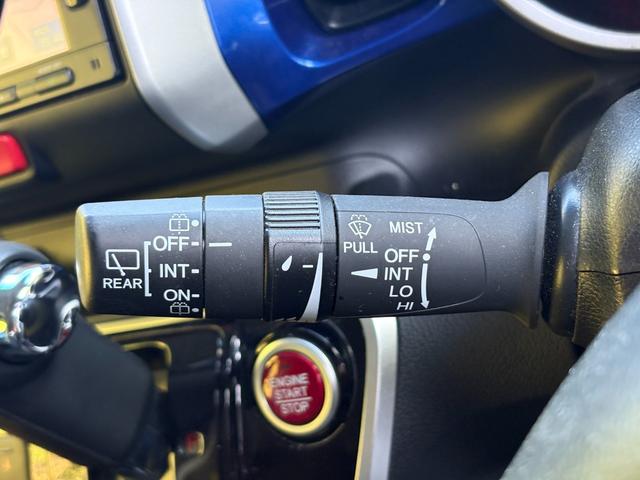 OFF
INT
ON
REAR
PULL
MIST
OFF
INT
LO
HI
ENGINE
START
STOP